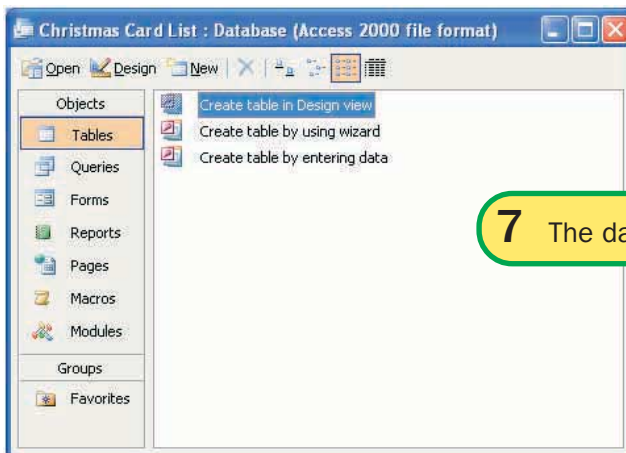 Christmas Card List : Database (Access 2000 file format)
Open Design New
Objects
Tables
Queries
Forms
Reports
Pages
Macros
Modules
Groups
Favorites
Create table in Design view
Create table by using wizard
Create table by entering data
7 The da